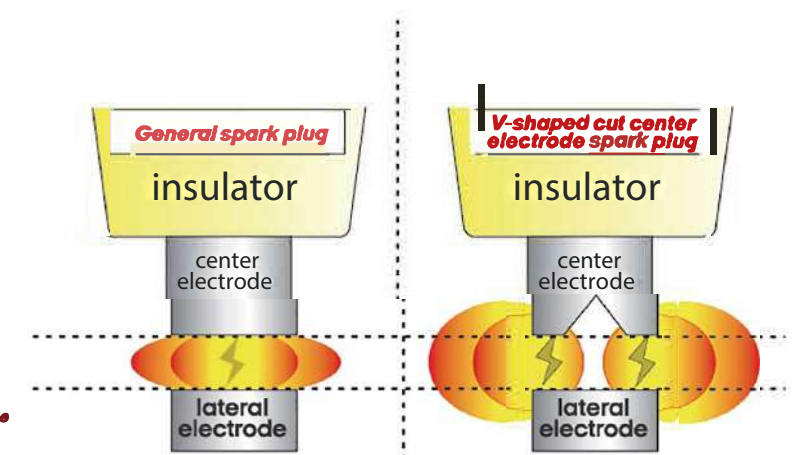 General spark plug
insulator
center
electrode
lateral
electrode
V-shaped cut center
electrode spark plug
insulator
center
electrode
lateral
electrode